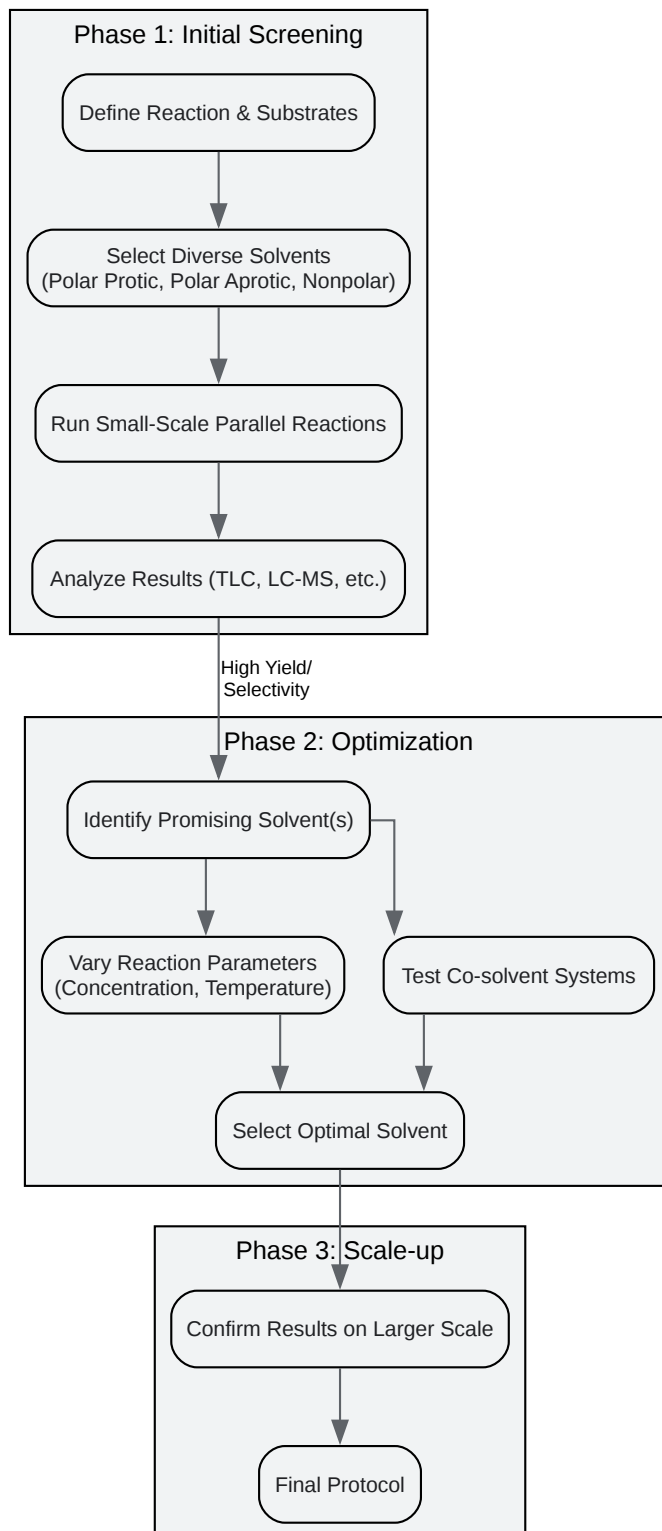 Phase 1: Initial Screening
Define Reaction & Substrates
Select Diverse Solvents
(Polar Protic, Polar Aprotic, Nonpolar)
Run Small-Scale Parallel Reactions
Analyze Results (TLC, LC-MS, etc.)
High Yield/
Selectivity
Phase 2: Optimization
Identify Promising Solvent(s)
Vary Reaction Parameters
(Concentration, Temperature)
Test Co-solvent Systems
Select Optimal Solvent
Phase 3: Scale-up
Confirm Results on Larger Scale
Final Protocol